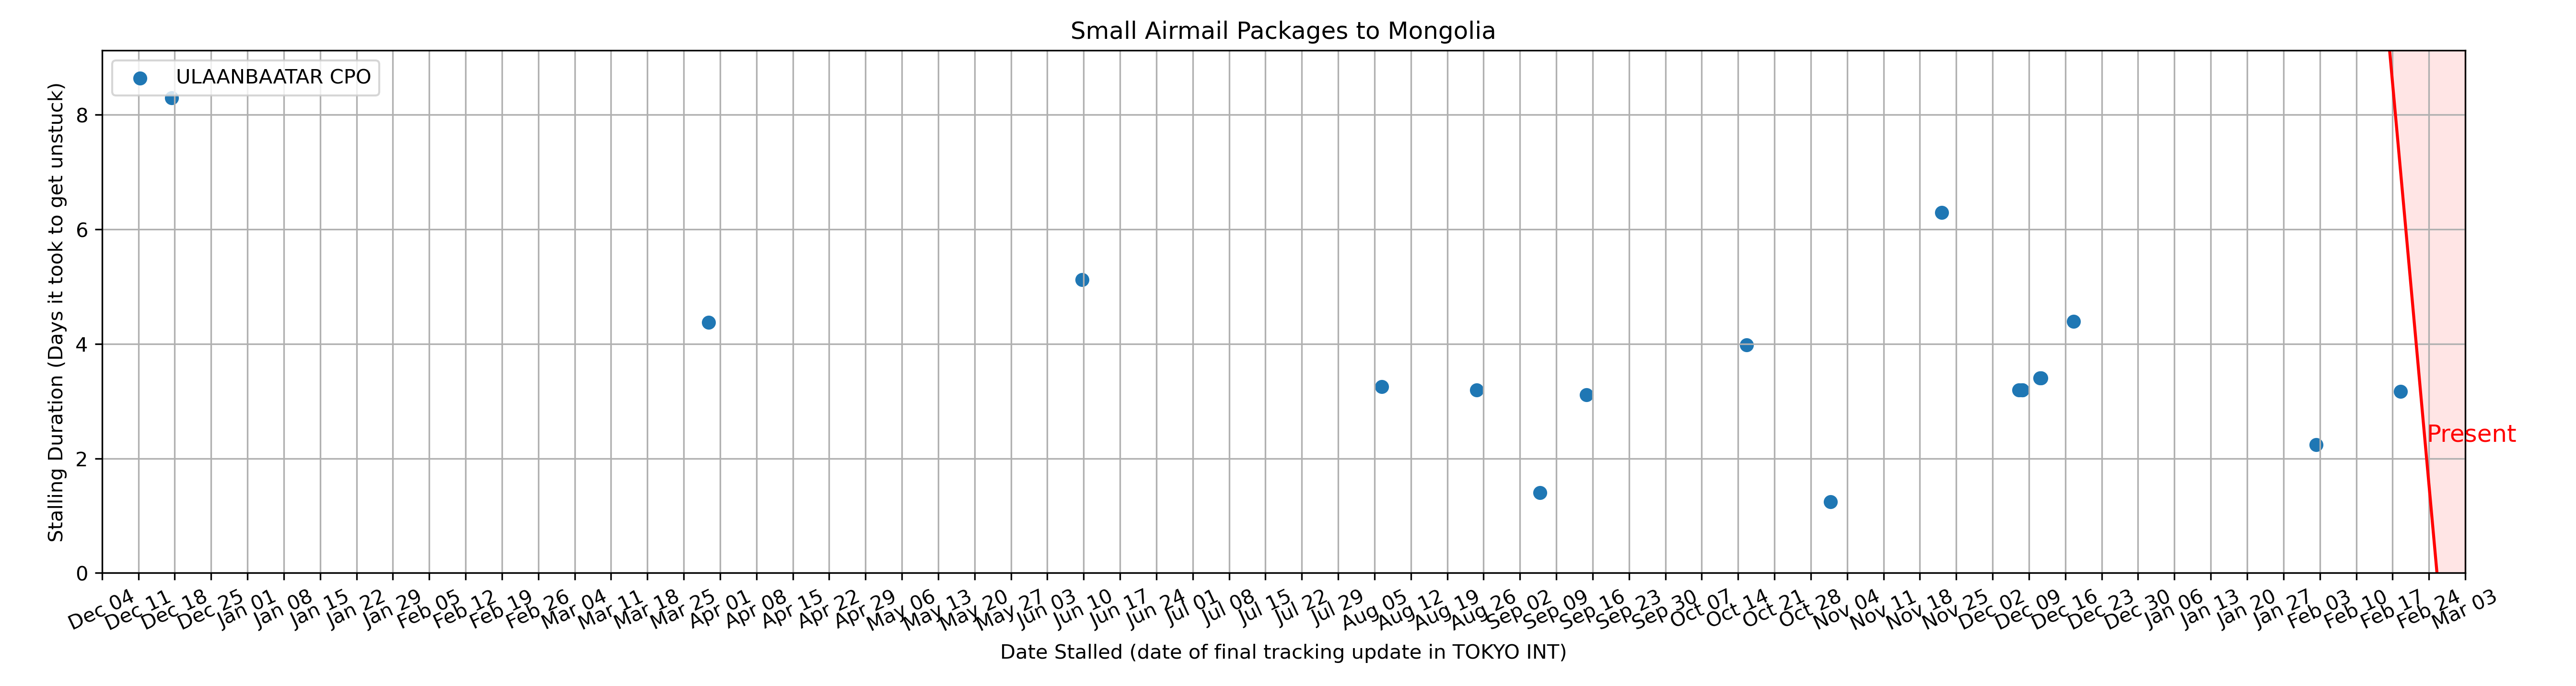 Small Airmail Packages to Mongolia
ULAANBAATAR CPO
Stalling Duration (Days it took to get unstuck)
8
6
4
2
0
Present
Dec 04
Dec 11
Dec 18
Dec 25
Jan 01
Jan 08
Jan 15
Jan 22
Jan 29
Feb 05
Feb 12
Feb 19
Feb 26
Mar 04
Mar 11
Mar 18
Mar 25
Apr 01
Apr 08
Apr 15
Apr 22
Apr 29
May 06
May 13
May 20
May 27
Jun 03
Jun 10
Jun 17
Jun 24
Jul 01
Jul 08
Jul 15
Jul 22
Jul 29
Aug 05
Aug 12
Aug 19
Aug 26
Sep 02
Sep 09
Sep 16
Sep 23
Sep 30
Oct 07
Oct 14
Oct 21
Oct 28
Nov 04
Nov 11
Nov 18
Nov 25
Dec 02
Dec 09
Dec 16
Dec 23
Dec 30
Jan 06
Jan 13
Jan 20
Jan 27
Feb 03
Feb 10
Feb 17
Feb 24
Mar 03
Date Stalled (date of final tracking update in TOKYO INT)